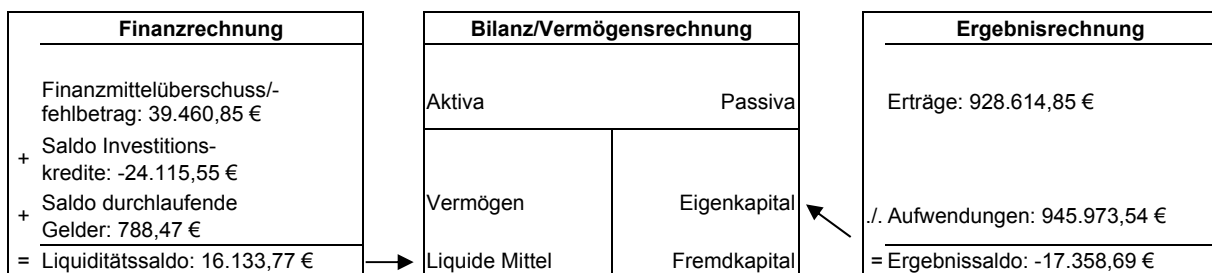 Finanzrechnung
Finanzmittelüberschuss/-
fehlbetrag: 39.460,85 €
+ Saldo Investitions-
kredite: -24.115,55 €
+ Saldo durchlaufende
Gelder: 788,47 €
= Liquiditätssaldo: 16.133,77 €
Bilanz/Vermögensrechnung
Aktiva Passiva
Vermögen Eigenkapital
Liquide Mittel Fremdkapital
Ergebnisrechnung
Erträge: 928.614,85 €
./. Aufwendungen: 945.973,54 €
= Ergebnissaldo: -17.358,69 €